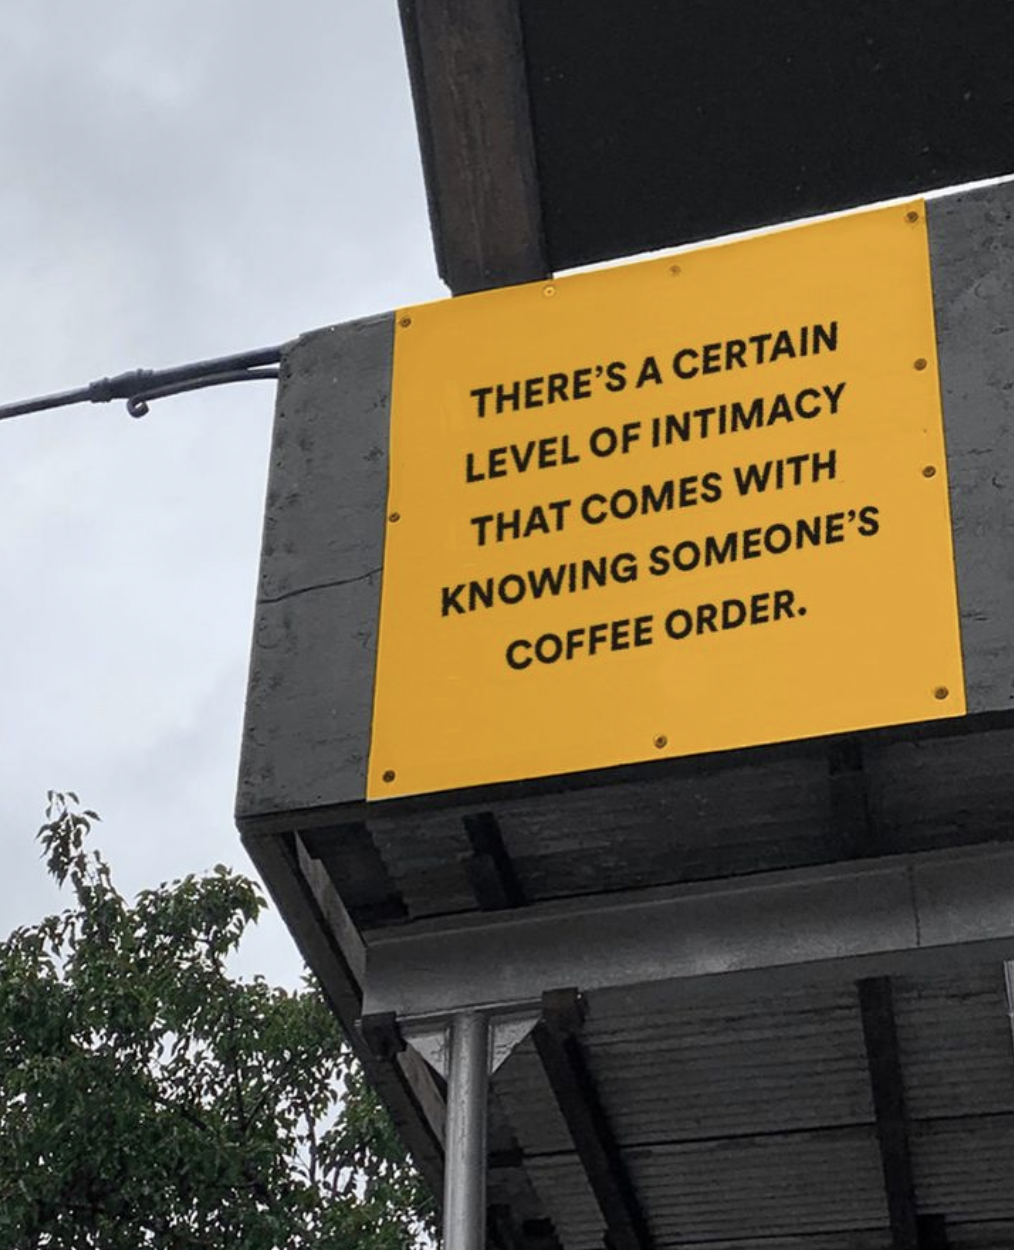 THERE’S A CERTAIN
LEVEL OF INTIMACY
THAT COMES WITH
KNOWING SOMEONE’S
COFFEE ORDER.